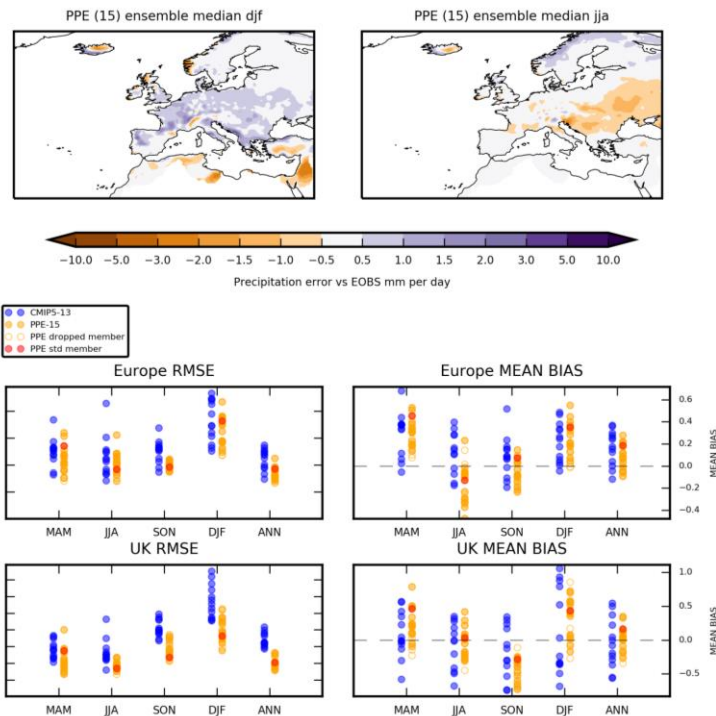 PPE (15) ensemble median djf
PPE (15) ensemble median jja
−10.0 −5.0 −3.0 −2.0 −1.5 −1.0 −0.5 0.5 1.0 1.5 2.0 3.0 5.0 10.0
Precipitation error vs EOBS mm per day
CMIP5-13
PPE-15
PPE dropped member
PPE std member
Europe RMSE
MAM JJA SON DJF ANN
Europe MEAN BIAS
0.6
0.4
0.2
0.0
−0.2
−0.4
MEAN BIAS
MAM JJA SON DJF ANN
UK RMSE
MAM JJA SON DJF ANN
UK MEAN BIAS
1.0
0.5
0.0
−0.5
MEAN BIAS
MAM JJA SON DJF ANN